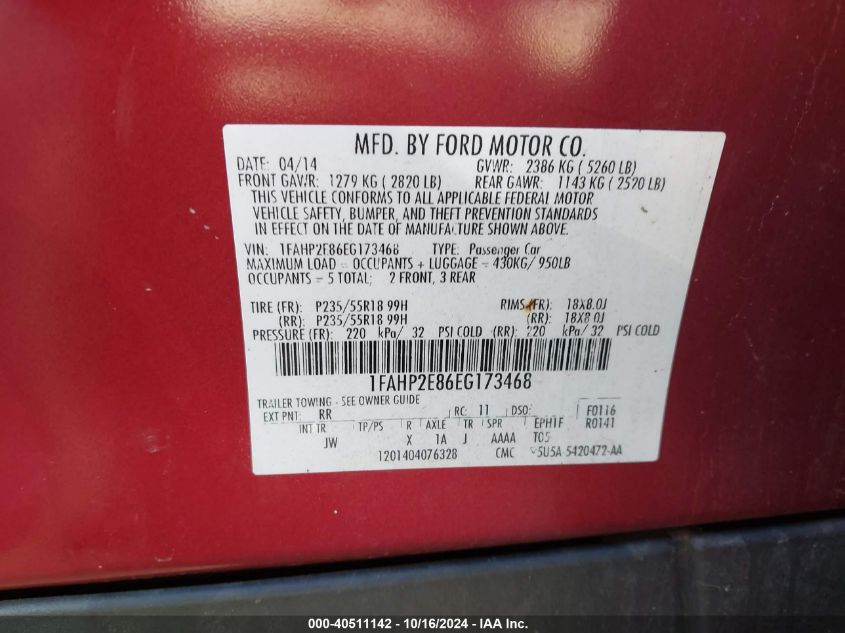 MFD. BY FORD MOTOR CO.
DATE: 04/14 GVWR: 2386 KG ( 5260 LB)
FRONT GAWR: 1279 KG ( 2820 LB) REAR GAWR: 1143 KG ( 2520 LB)
THIS VEHICLE CONFORMS TO ALL APPLICABLE FEDERAL MOTOR
VEHICLE SAFETY, BUMPER, AND THEFT PREVENTION STANDARDS
IN EFFECT ON THE DATE OF MANUFACTURE SHOWN ABOVE.
VIN: 1FAHP2E86EG173468 TYPE: Passenger Car
MAXIMUM LOAD = OCCUPANTS + LUGGAGE = 430KG/ 950LB
OCCUPANTS = 5 TOTAL; 2 FRONT, 3 REAR
TIRE (FR): P235/55R18 99H RIMS (FR): 18X8.0J
(RR): P235/55R18 99H (RR): 18X8.0J
PRESSURE (FR): 220 kPa/ 32 PSI COLD (RR): 220 kPa/ 32 PSI COLD
1FAHP2E86EG173468
TRAILER TOWING - SEE OWNER GUIDE
EXT PNT: RR RC: 11 DSO: F0116
INT TR TP/PS R AXLE TR SPR EPH1F R0141
JW X 1A J AAAA T05
1201404076328 CMC 5U5A-5420472-AA
000-40511142 - 10/16/2024 - IAA Inc.